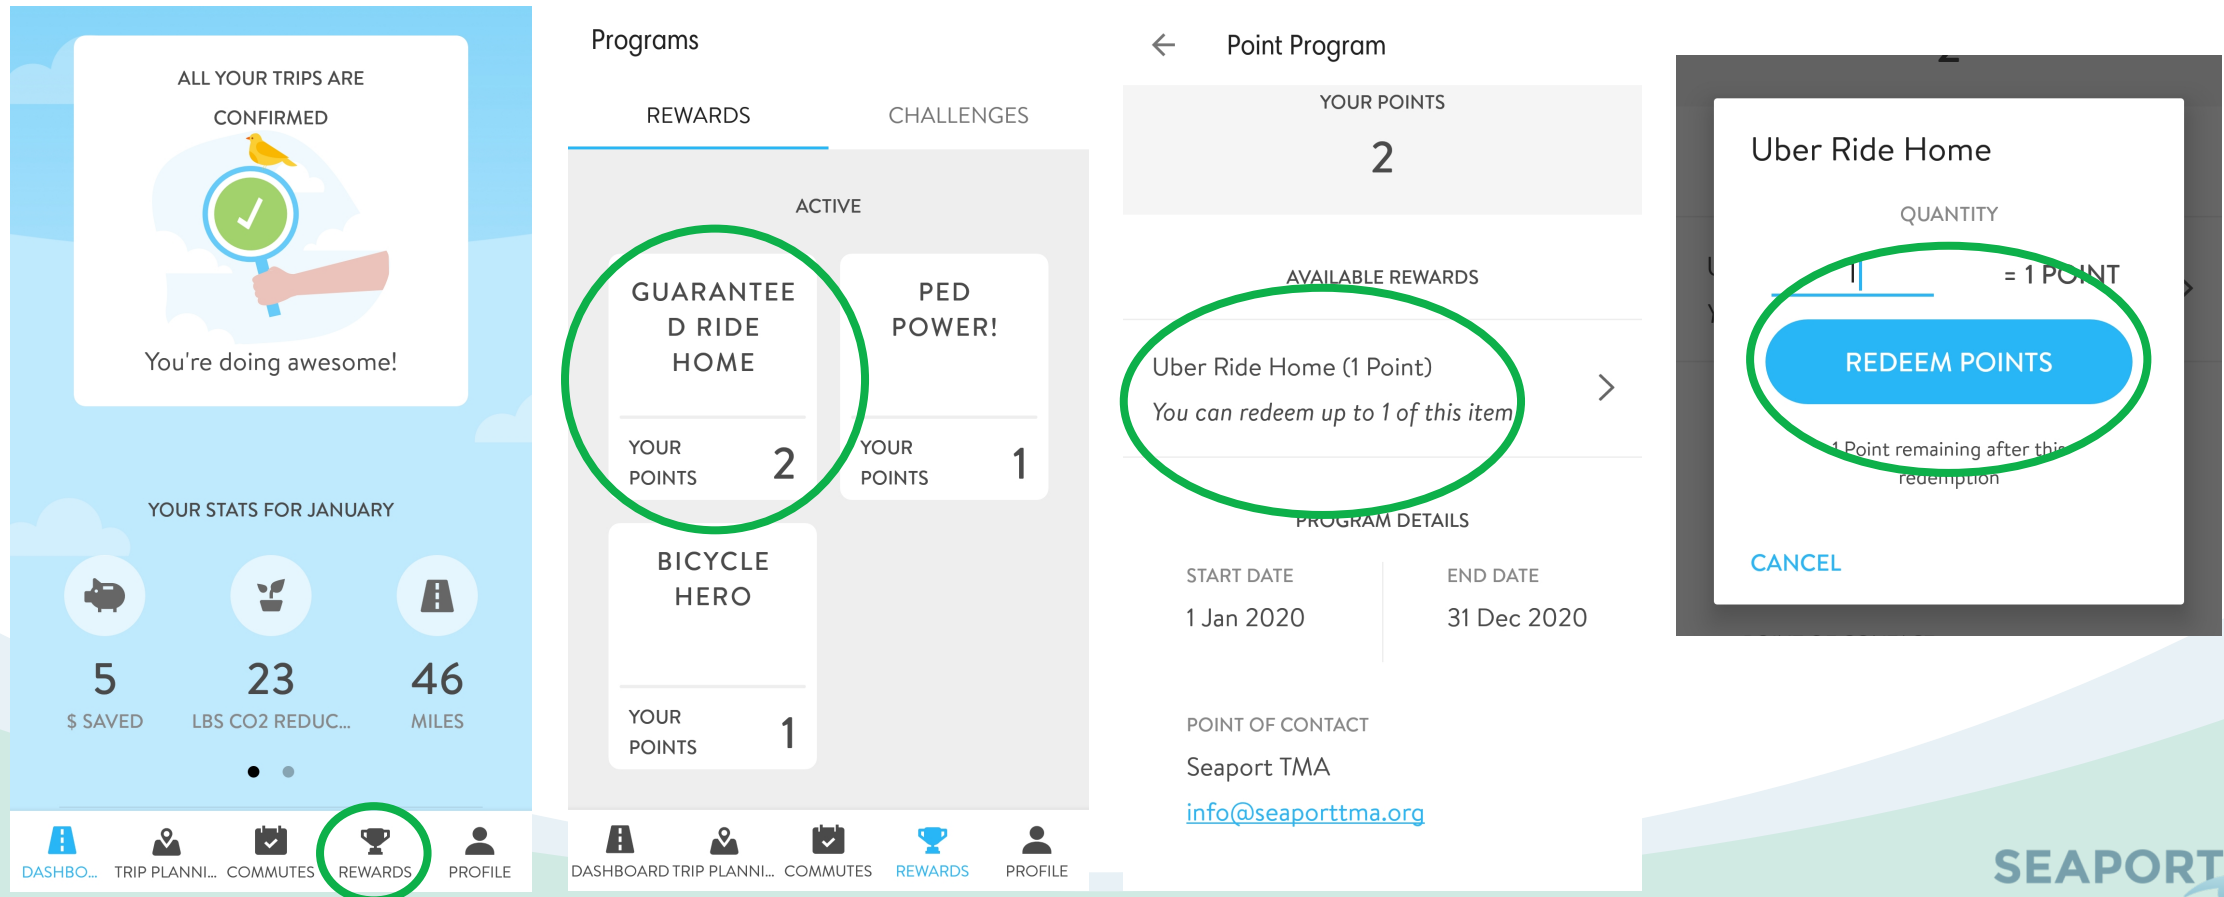 ALL YOUR TRIPS ARE
CONFIRMED
You're doing awesome!
YOUR STATS FOR JANUARY
5
$ SAVED
23
LBS CO2 REDUC...
46
MILES
DASHBO...
TRIP PLANNI...
COMMUTES
REWARDS
PROFILE
Programs
REWARDS
CHALLENGES
ACTIVE
GUARANTEE
D RIDE
HOME
YOUR
POINTS
2
PED
POWER!
YOUR
POINTS
1
BICYCLE
HERO
YOUR
POINTS
1
DASHBOARD
TRIP PLANNI...
COMMUTES
REWARDS
PROFILE
Point Program
YOUR POINTS
2
AVAILABLE REWARDS
Uber Ride Home (1 Point)
You can redeem up to 1 of this item
PROGRAM DETAILS
START DATE
1 Jan 2020
END DATE
31 Dec 2020
POINT OF CONTACT
Seaport TMA
info@seaporttma.org
Uber Ride Home
QUANTITY
1
= 1 POINT
REDEEM POINTS
1 Point remaining after this
redemption
CANCEL
SEAPORT